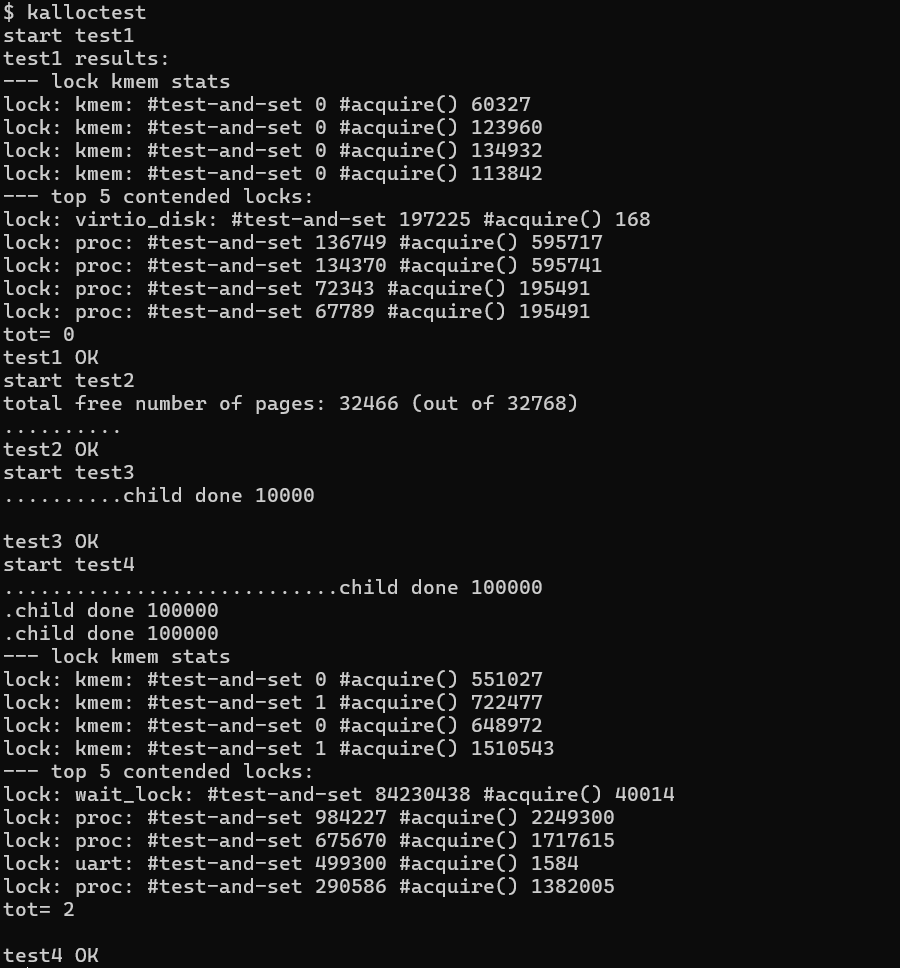 $ kalloctest
start test1
test1 results:
--- lock kmem stats
lock: kmem: #test-and-set 0 #acquire() 60327
lock: kmem: #test-and-set 0 #acquire() 123960
lock: kmem: #test-and-set 0 #acquire() 134932
lock: kmem: #test-and-set 0 #acquire() 113842
--- top 5 contended locks:
lock: virtio_disk: #test-and-set 197225 #acquire() 168
lock: proc: #test-and-set 136749 #acquire() 595717
lock: proc: #test-and-set 134370 #acquire() 595741
lock: proc: #test-and-set 72343 #acquire() 195491
lock: proc: #test-and-set 67789 #acquire() 195491
tot= 0
test1 OK
start test2
total free number of pages: 32466 (out of 32768)
..........
test2 OK
start test3
..........child done 10000
test3 OK
start test4
............................child done 100000
.child done 100000
.child done 100000
--- lock kmem stats
lock: kmem: #test-and-set 0 #acquire() 551027
lock: kmem: #test-and-set 1 #acquire() 722477
lock: kmem: #test-and-set 0 #acquire() 648972
lock: kmem: #test-and-set 1 #acquire() 1510543
--- top 5 contended locks:
lock: wait_lock: #test-and-set 84230438 #acquire() 40014
lock: proc: #test-and-set 984227 #acquire() 2249300
lock: proc: #test-and-set 675670 #acquire() 1717615
lock: uart: #test-and-set 499300 #acquire() 1584
lock: proc: #test-and-set 290586 #acquire() 1382005
tot= 2
test4 OK